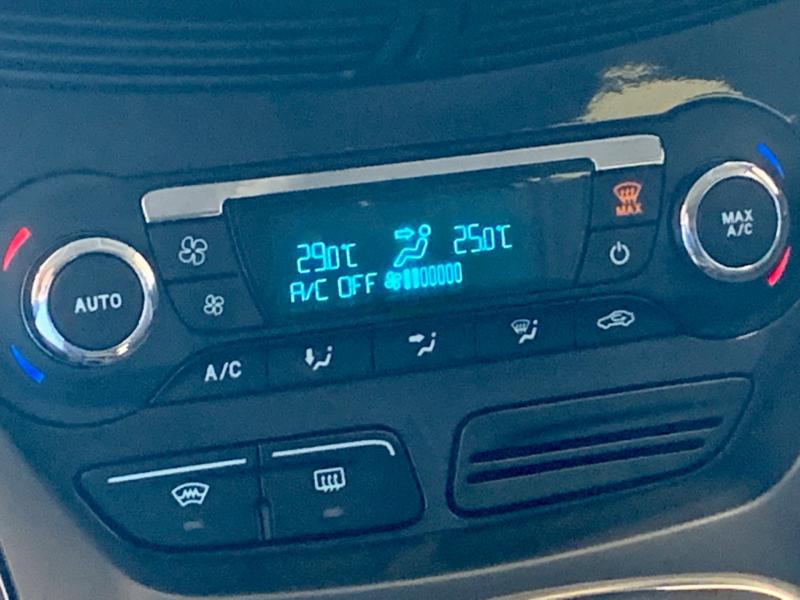 MAX
MAX
A/C
29.0°C
25.0°C
AUTO
A/C OFF
A/C